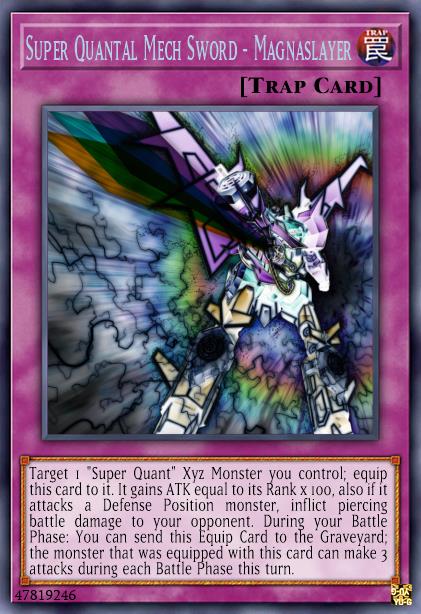 Super Quantal Mech Sword - Magnaslayer
TRAP
罠
[Trap Card]
Target 1 "Super Quant" Xyz Monster you control; equip
this card to it. It gains ATK equal to its Rank x 100, also if it
attacks a Defense Position monster, inflict piercing
battle damage to your opponent. During your Battle
Phase: You can send this Equip Card to the Graveyard;
the monster that was equipped with this card can make 3
attacks during each Battle Phase this turn.
47819246